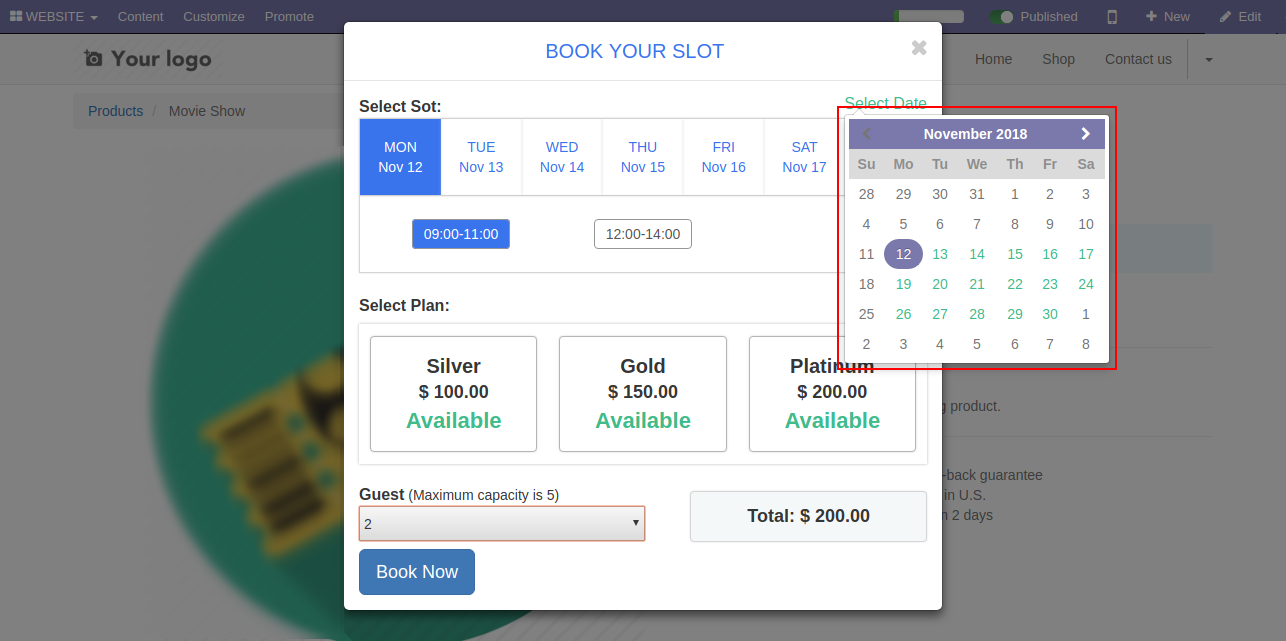 WEBSITE Content Customize Promote Published New Edit
Your logo Home Shop Contact us
Products / Movie Show
BOOK YOUR SLOT
Select Sot: Select Date
MON TUE WED THU FRI SAT
Nov 12 Nov 13 Nov 14 Nov 15 Nov 16 Nov 17
09:00-11:00 12:00-14:00
November 2018
Su Mo Tu We Th Fr Sa
28 29 30 31 1 2 3
4 5 6 7 8 9 10
11 12 13 14 15 16 17
18 19 20 21 22 23 24
25 26 27 28 29 30 1
2 3 4 5 6 7 8
Select Plan:
Silver Gold Platinum
$ 100.00 $ 150.00 $ 200.00
Available Available Available
product.
Guest (Maximum capacity is 5)
2
Total: $ 200.00
-back guarantee
in U.S.
2 days
Book Now